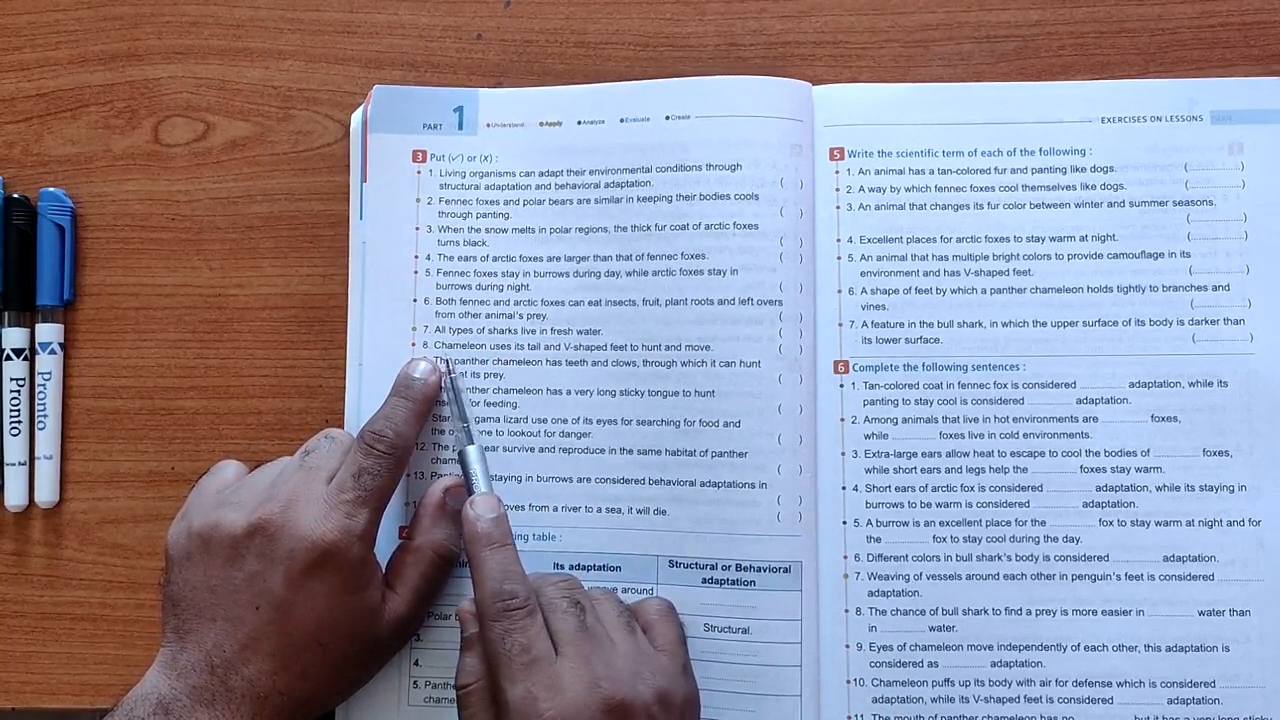 PART 1
Understand Apply Analyze Evaluate Create
3 Put (✓) or (X) :
1. Living organisms can adapt their environmental conditions through
structural adaptation and behavioral adaptation. ( )
2. Fennec foxes and polar bears are similar in keeping their bodies cools
through panting. ( )
3. When the snow melts in polar regions, the thick fur coat of arctic foxes
turns black. ( )
4. The ears of arctic foxes are larger than that of fennec foxes. ( )
5. Fennec foxes stay in burrows during day, while arctic foxes stay in
burrows during night. ( )
6. Both fennec and arctic foxes can eat insects, fruit, plant roots and left overs
from other animal's prey. ( )
7. All types of sharks live in fresh water. ( )
8. Chameleon uses its tail and V-shaped feet to hunt and move. ( )
The panther chameleon has teeth and clows, through which it can hunt
at its prey. ( )
chameleon has a very long sticky tongue to hunt
for feeding. ( )
gama lizard use one of its eyes for searching for food and
the one to lookout for danger. ( )
12. The survive and reproduce in the same habitat of panther
( )
13. staying in burrows are considered behavioral adaptations in
( )
from a river to a sea, it will die. ( )
table :
Its adaptation
Structural or Behavioral
adaptation
around
Polar
Structural.
3.
4.
5. Panthe
chame
EXERCISES ON LESSONS
5 Write the scientific term of each of the following :
1. An animal has a tan-colored fur and panting like dogs. (..............)
2. A way by which fennec foxes cool themselves like dogs. (..............)
3. An animal that changes its fur color between winter and summer seasons.
(..............)
4. Excellent places for arctic foxes to stay warm at night. (..............)
5. An animal that has multiple bright colors to provide camouflage in its
environment and has V-shaped feet. (..............)
6. A shape of feet by which a panther chameleon holds tightly to branches and
vines. (..............)
7. A feature in the bull shark, in which the upper surface of its body is darker than
its lower surface. (..............)
6 Complete the following sentences :
1. Tan-colored coat in fennec fox is considered .............. adaptation, while its
panting to stay cool is considered .............. adaptation.
2. Among animals that live in hot environments are .............. foxes,
while .............. foxes live in cold environments.
3. Extra-large ears allow heat to escape to cool the bodies of .............. foxes,
while short ears and legs help the .............. foxes stay warm.
4. Short ears of arctic fox is considered .............. adaptation, while its staying in
burrows to be warm is considered .............. adaptation.
5. A burrow is an excellent place for the .............. fox to stay warm at night and for
the .............. fox to stay cool during the day.
6. Different colors in bull shark's body is considered .............. adaptation.
7. Weaving of vessels around each other in penguin's feet is considered ..............
adaptation.
8. The chance of bull shark to find a prey is more easier in .............. water than
in .............. water.
9. Eyes of chameleon move independently of each other, this adaptation is
considered as .............. adaptation.
10. Chameleon puffs up its body with air for defense which is considered ..............
adaptation, while its V-shaped feet is considered .............. adaptation.
11. The mouth of panther chameleon has no .............. but it has a very long sticky
Pronto
Pronto